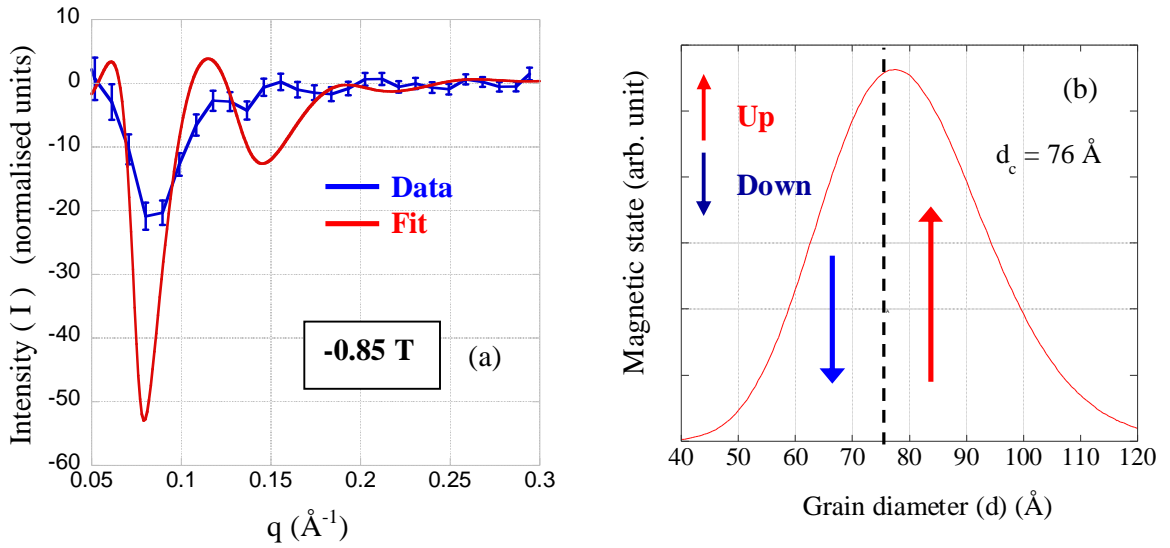 10
0
-10
-20
-30
-40
-50
-60
Intensity ( I ) (normalised units)
Data
Fit
-0.85 T
(a)
0.05 0.1 0.15 0.2 0.25 0.3
q (Å-1)
Magnetic state (arb. unit)
Up
Down
(b)
dc = 76 Å
40 50 60 70 80 90 100 110 120
Grain diameter (d) (Å)